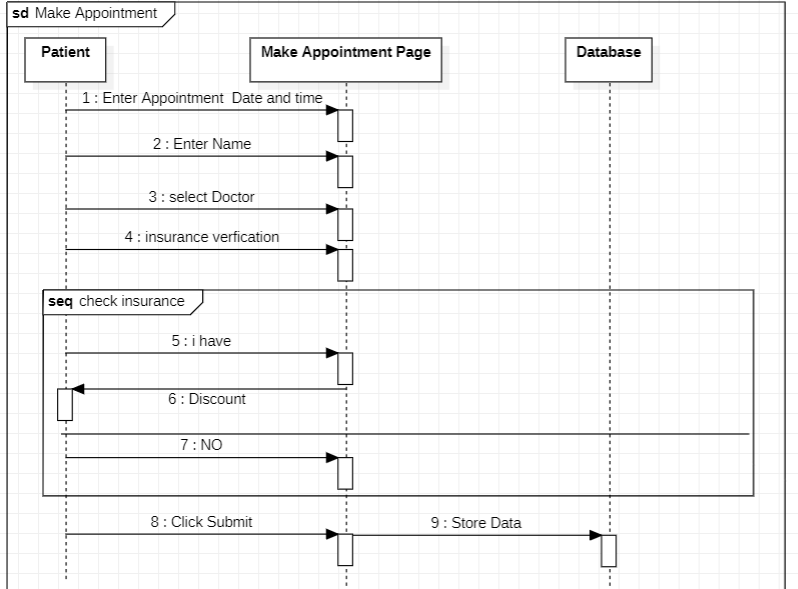 sd Make Appointment
Patient
Make Appointment Page
Database
1 : Enter Appointment Date and time
2 : Enter Name
3 : select Doctor
4 : insurance verfication
seq check insurance
5 : i have
6 : Discount
7 : NO
8 : Click Submit
9 : Store Data